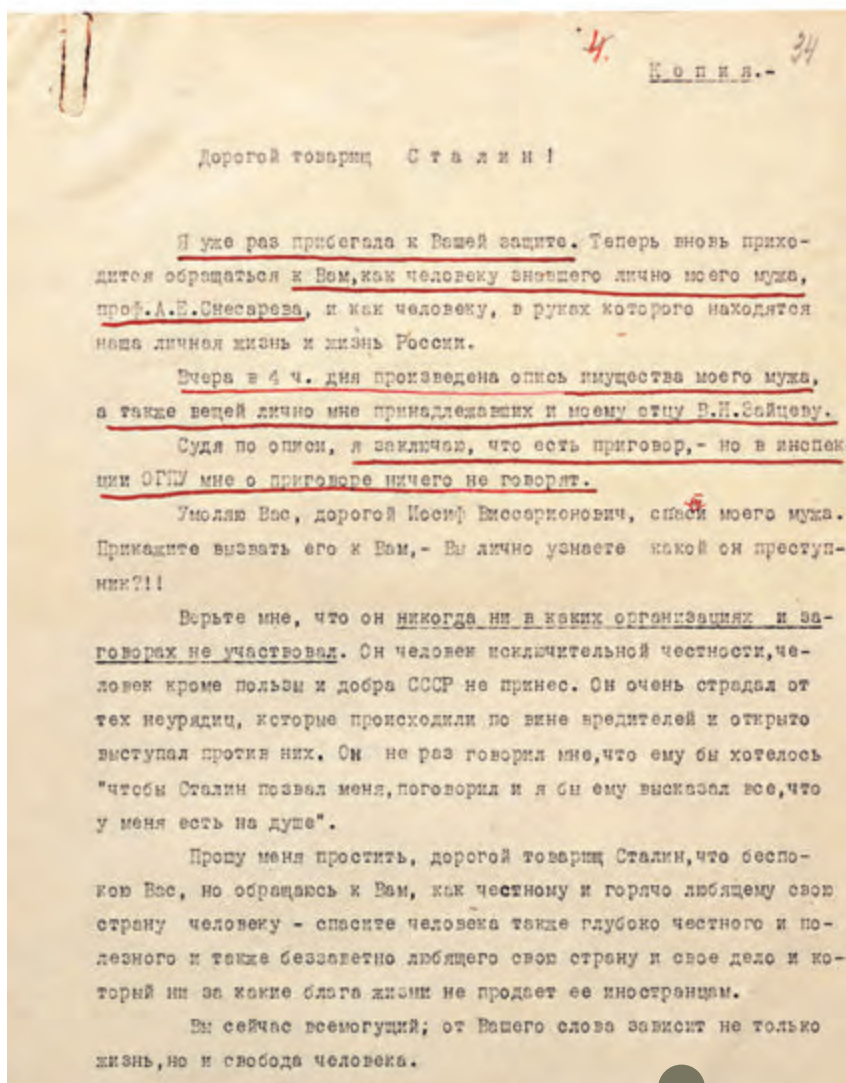 4.
34
Копия.-
Дорогой товарищ Сталин!
Я уже раз прибегала к Вашей защите. Теперь вновь прихо-
дится обращаться к Вам,как человеку знавшего лично моего мужа,
проф.А.Е.Снесарева, и как человеку, в руках которого находятся
наша личная жизнь и жизнь России.
Вчера в 4 ч. дня произведена опись имущества моего мужа,
а также вещей лично мне принадлежавших и моему отцу В.Н.Зайцеву.
Судя по описи, я заключаю, что есть приговор,- но в инспек
ции ОГПУ мне о приговоре ничего не говорят.
Умоляю Вас, дорогой Иосиф Виссарионович, спаси моего мужа.
Прикажите вызвать его к Вам,- Вы лично узнаете какой он преступ-
ник?!!
Верьте мне, что он никогда ни в каких организациях и за-
говорах не участвовал. Он человек исключительной честности,че-
ловек кроме пользы и добра СССР не принес. Он очень страдал от
тех неурядиц, которые происходили по вине вредителей и открыто
выступал против них. Он не раз говорил мне,что ему бы хотелось
"чтобы Сталин позвал меня,поговорил и я бы ему высказал все,что
у меня есть на душе".
Прошу меня простить, дорогой товарищ Сталин,что беспо-
кою Вас, но обращаюсь к Вам, как честному и горячо любящему свою
страну человеку - спасите человека также глубоко честного и по-
лезного и также беззаветно любящего свою страну и свое дело и ко-
торый ни за какие блага жизни не продает ее иностранцам.
Вы сейчас всемогущий; от Вашего слова зависит не только
жизнь,но и свобода человека.